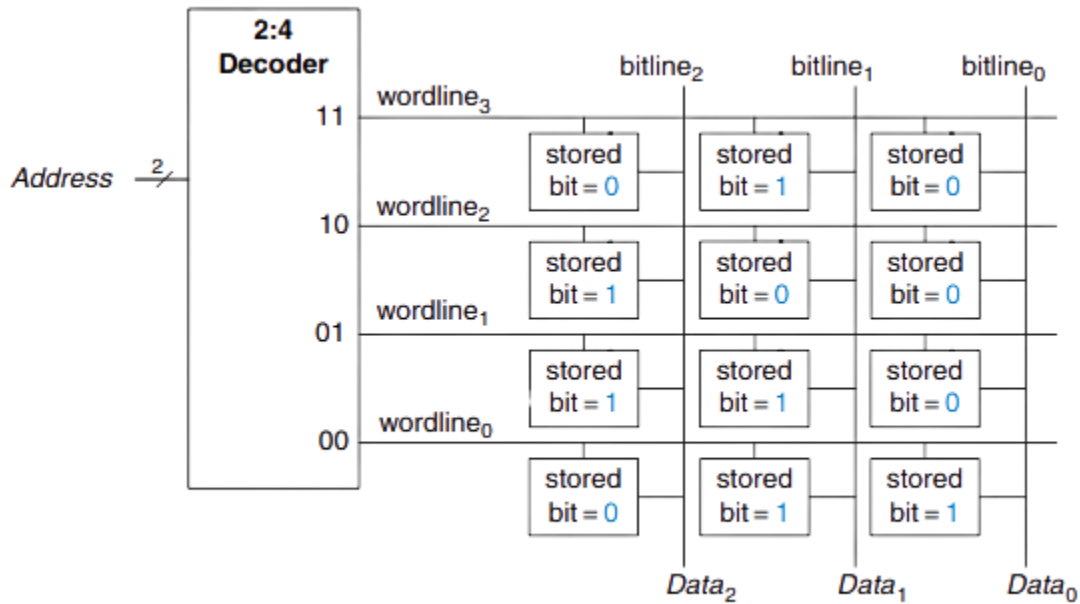 2:4
Decoder
bitline₂ bitline₁ bitline₀
wordline₃
11
stored stored stored
bit = 0 bit = 1 bit = 0
Address 2
wordline₂
10
stored stored stored
bit = 1 bit = 0 bit = 0
wordline₁
01
stored stored stored
bit = 1 bit = 1 bit = 0
wordline₀
00
stored stored stored
bit = 0 bit = 1 bit = 1
Data₂ Data₁ Data₀